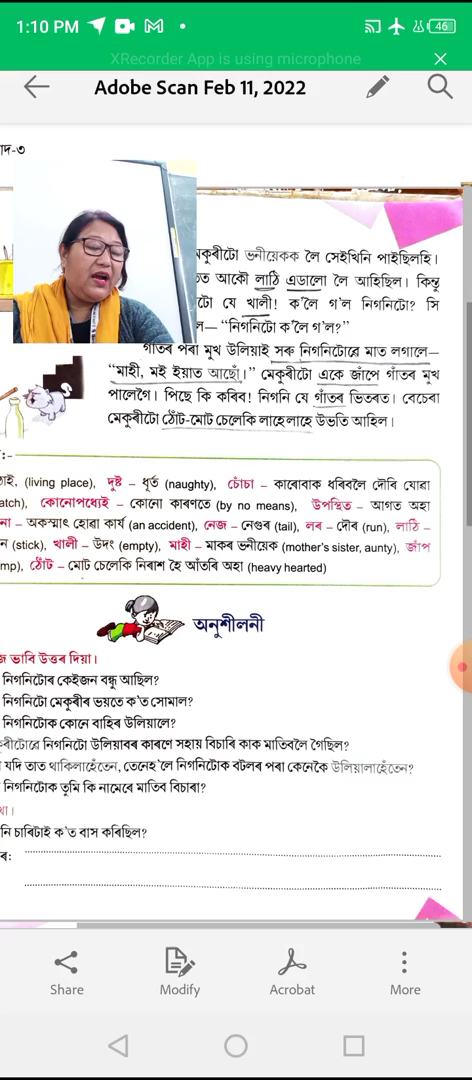 1:10 PM
46
XRecorder App is using microphone
Adobe Scan Feb 11, 2022
দ-৩
মেকুৰীটো ভনীয়েকক লৈ সেইখিনি পাইছিলহি।
ত আকৌ লাঠি এডালো লৈ আহিছিল। কিন্তু
টো যে খালী! ক'লৈ গ'ল নিগনিটো? সি
ল— “নিগনিটো ক'লৈ গ'ল?”
গাঁতৰ পৰা মুখ উলিয়াই সৰু নিগনিটোৱে মাত লগালে—
“মাহী, মই ইয়াত আছোঁ।” মেকুৰীটো একে জাঁপে গাঁতৰ মুখ
পালেগৈ। পিছে কি কৰিব! নিগনি যে গাঁতৰ ভিতৰত। বেচেৰা
মেকুৰীটো ঠোঁট-মোট চেলেকি লাহে লাহে উভতি আহিল।
:-
ঠাই, (living place), দুষ্ট – ধূৰ্ত (naughty), চোঁচা – কাৰোবাক ধৰিবলৈ দৌৰি যোৱা
atch), কোনোপধ্যেই – কোনো কাৰণতে (by no means), উপস্থিত – আগত অহা
না – অকস্মাৎ হোৱা কাৰ্য (an accident), নেজ – নেগুৰ (tail), লৰ – দৌৰ (run), লাঠি –
ন (stick), খালী – উদং (empty), মাহী – মাকৰ ভনীয়েক (mother's sister, aunty), জাঁপ
mp), ঠোঁট – মোট চেলেকি নিৰাশ হৈ আঁতৰি অহা (heavy hearted)
অনুশীলনী
জ ভাবি উত্তৰ দিয়া।
নিগনিটোৰ কেইজন বন্ধু আছিল?
নিগনিটো মেকুৰীৰ ভয়তে ক'ত সোমাল?
নিগনিটোক কোনে বাহিৰ উলিয়ালে?
কুৰীটোৱে নিগনিটো উলিয়াবৰ কাৰণে সহায় বিচাৰি কাক মাতিবলৈ গৈছিল?
যদি তাত থাকিলাহেঁতেন, তেনেহ'লে নিগনিটোক বটলৰ পৰা কেনেকৈ উলিয়ালাহেঁতেন?
নিগনিটোক তুমি কি নামেৰে মাতিব বিচাৰা?
খা।
নি চাৰিটাই ক'ত বাস কৰিছিল?
ৰ:
Share
Modify
Acrobat
More